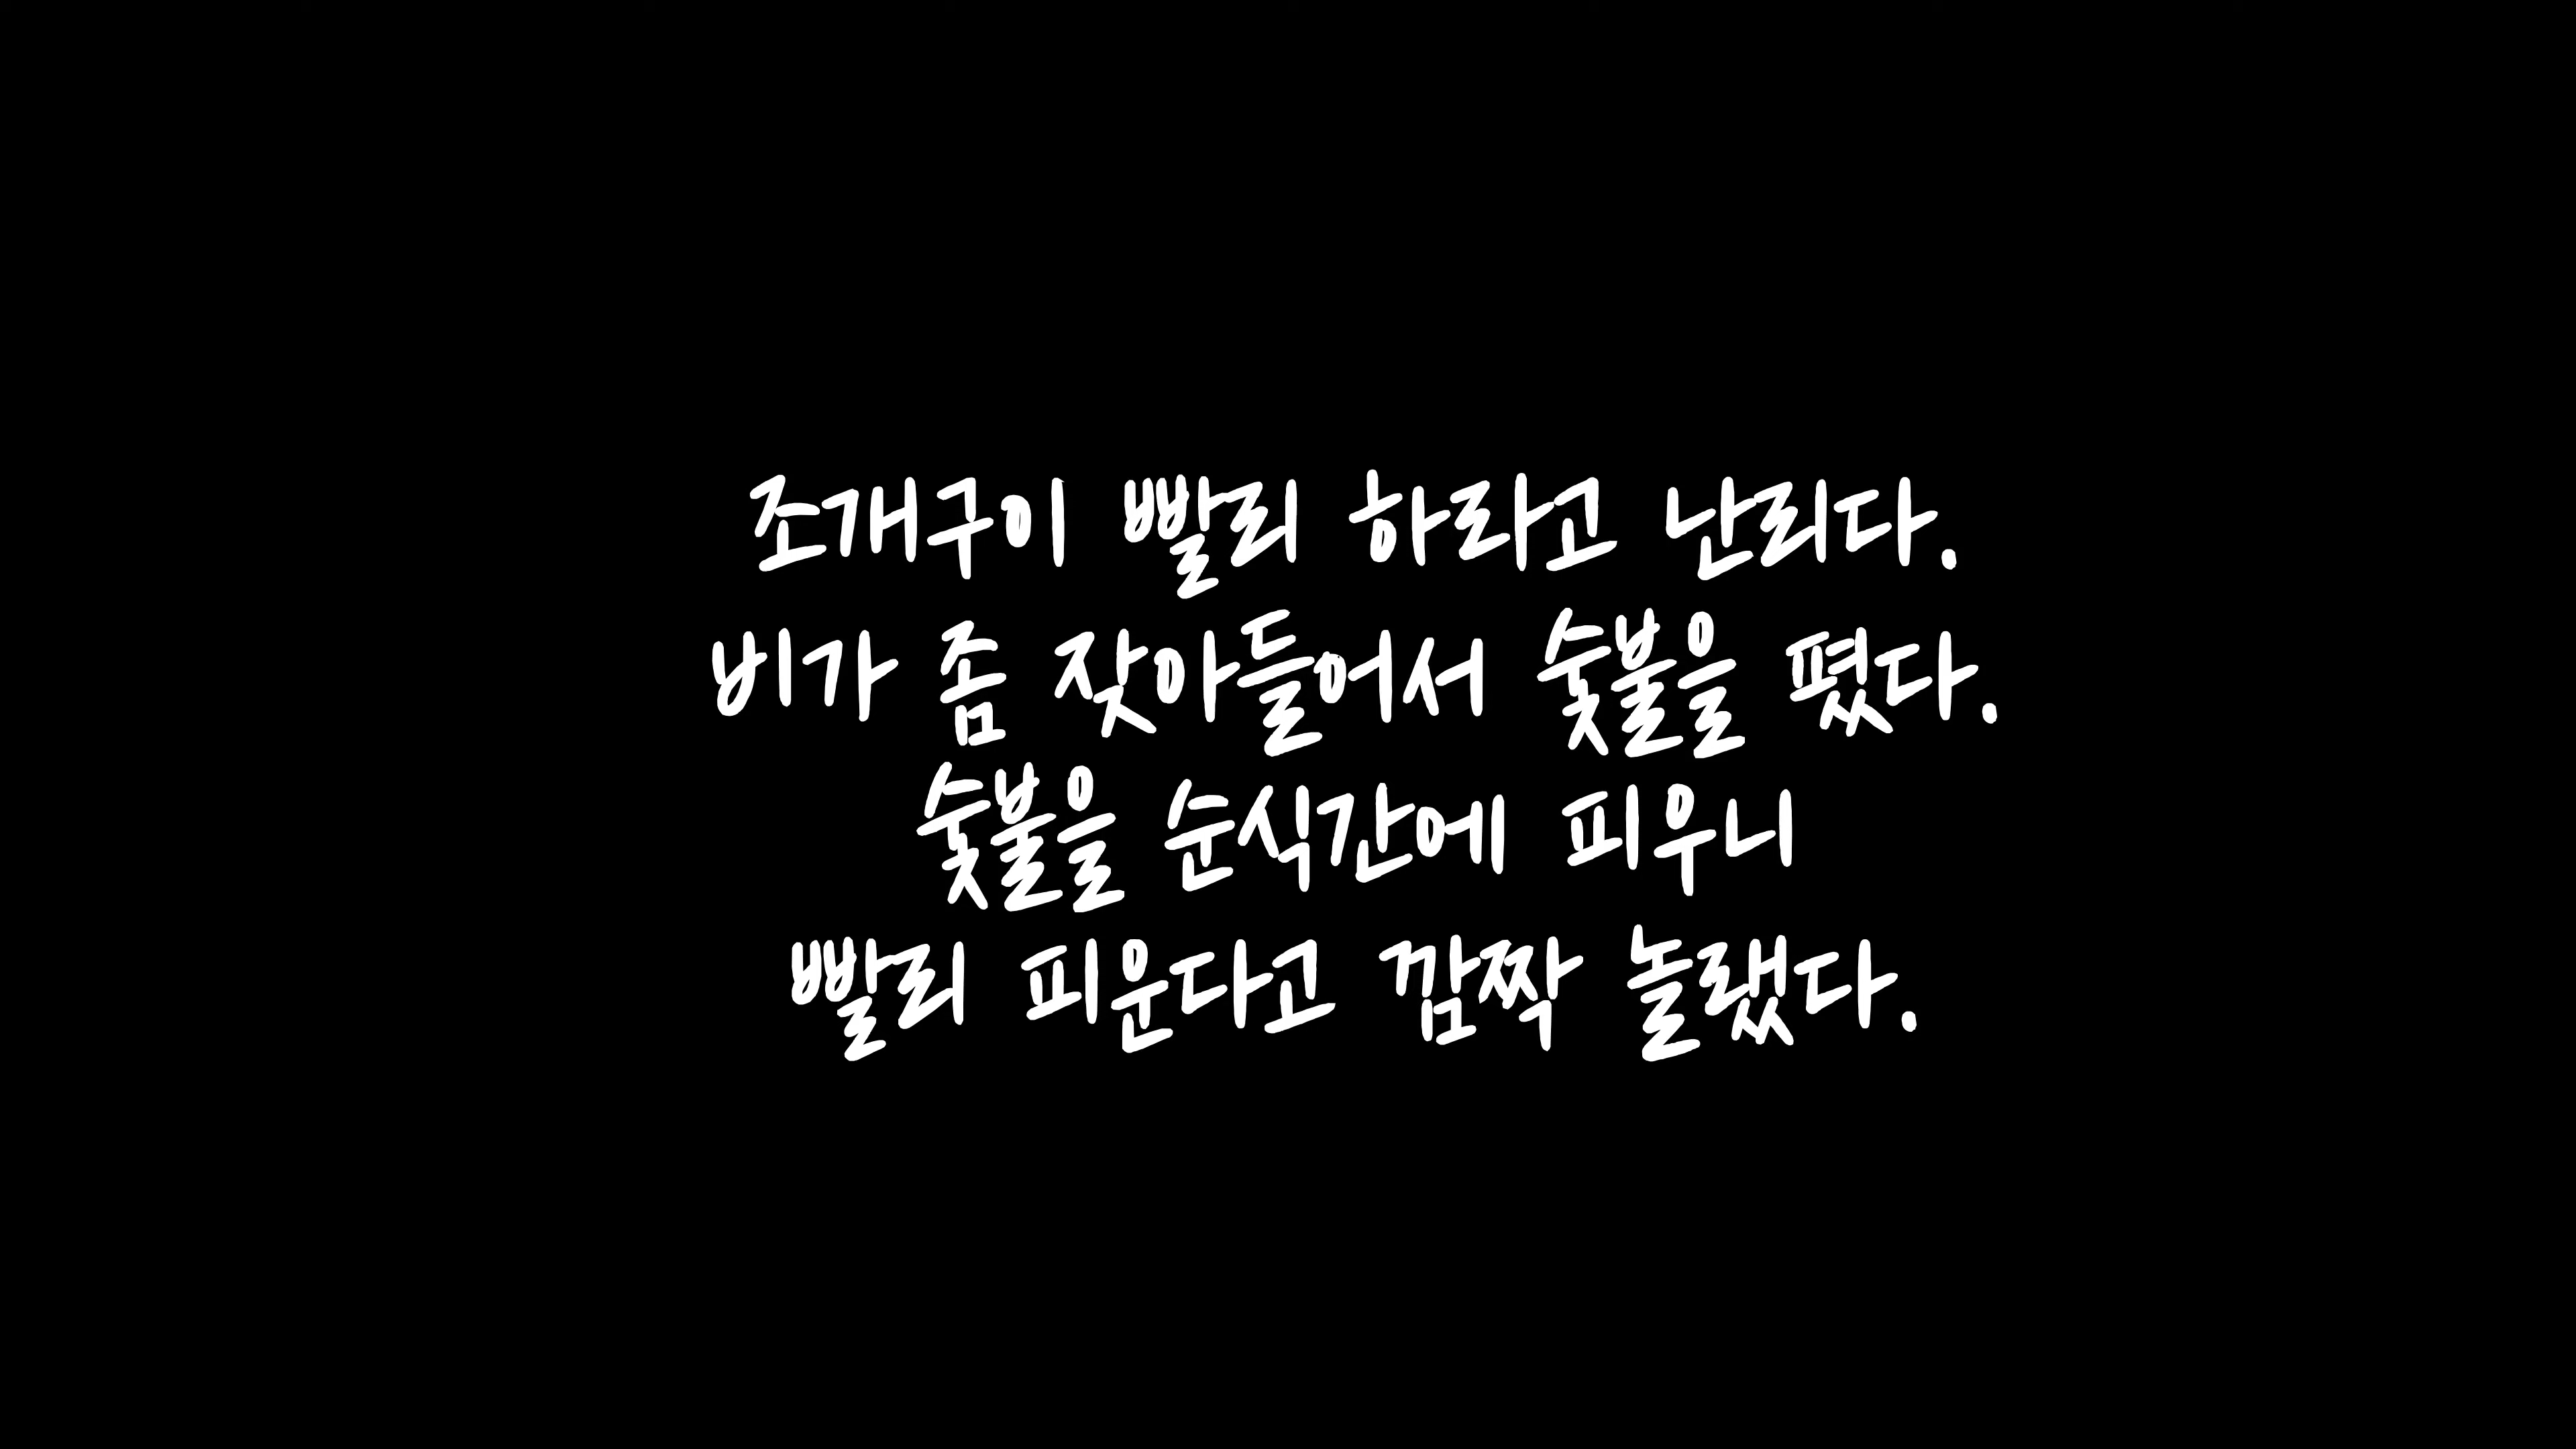 조개구이 빨리 하라고 난리다.
비가 좀 잦아들어서 숯불을 폈다.
숯불을 순식간에 피우니
빨리 피운다고 깜짝 놀랬다.